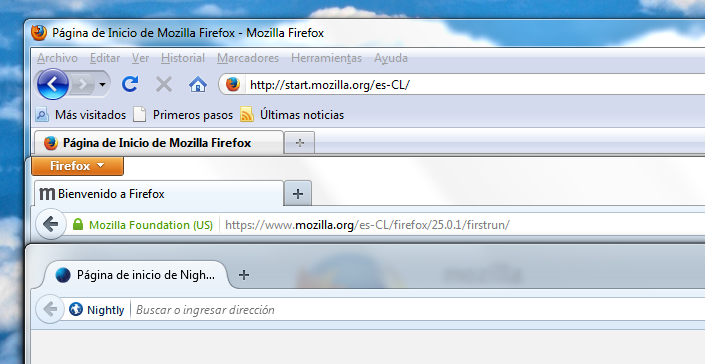 Página de Inicio de Mozilla Firefox - Mozilla Firefox
Archivo Editar Ver Historial Marcadores Herramientas Ayuda
http://start.mozilla.org/es-CL/
Más visitados Primeros pasos Últimas noticias
Página de Inicio de Mozilla Firefox
Firefox
m Bienvenido a Firefox
Mozilla Foundation (US) https://www.mozilla.org/es-CL/firefox/25.0.1/firstrun/
mozilla
Página de inicio de Nigh...
Nightly Buscar o ingresar dirección